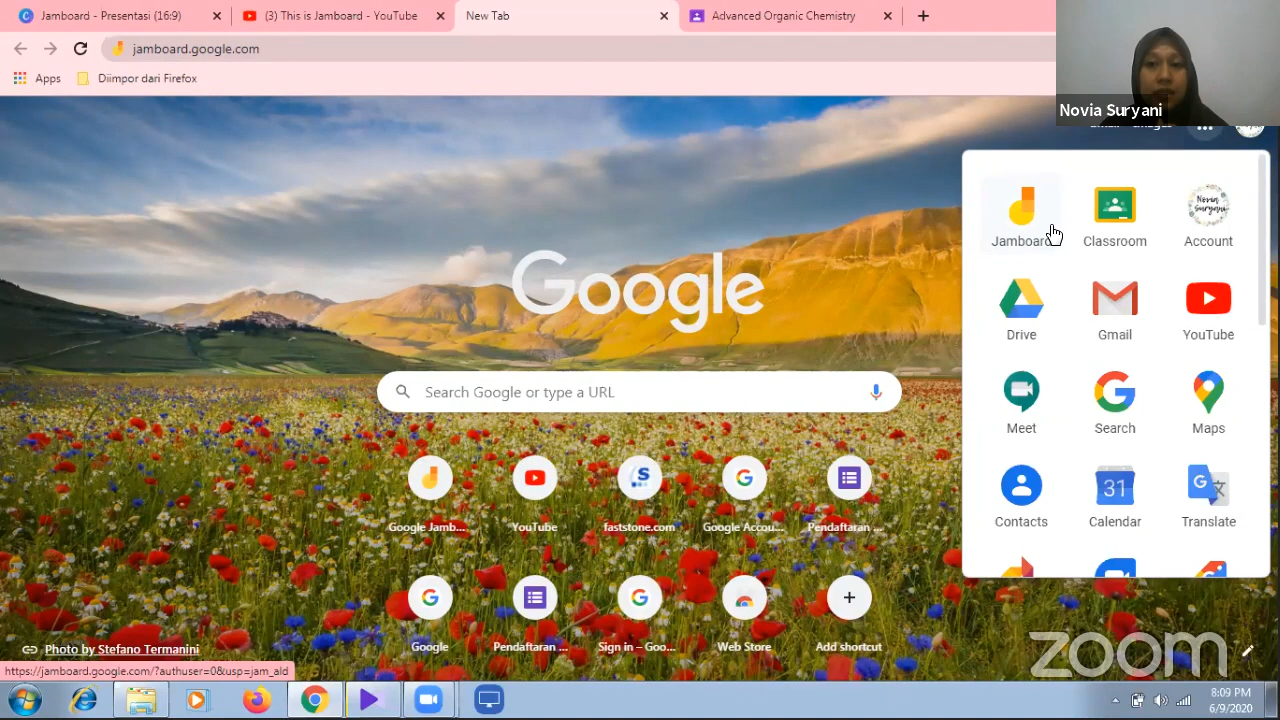 Jamboard - Presentasi (16:9)
(3) This is Jamboard - YouTube
New Tab
Advanced Organic Chemistry
jamboard.google.com
Apps
Diimpor dari Firefox
Novia Suryani
Jamboard
Classroom
Novia Suryani
Account
Drive
Gmail
YouTube
Meet
Search
Maps
Contacts
31
Calendar
Translate
Google
Search Google or type a URL
Google Jamb...
YouTube
faststone.com
Google Accou...
Pendaftaran ...
Google
Pendaftaran ...
Sign in – Goo...
Web Store
Add shortcut
Photo by Stefano Termanini
zoom
https://jamboard.google.com/?authuser=0&usp=jam_ald
8:09 PM
6/9/2020